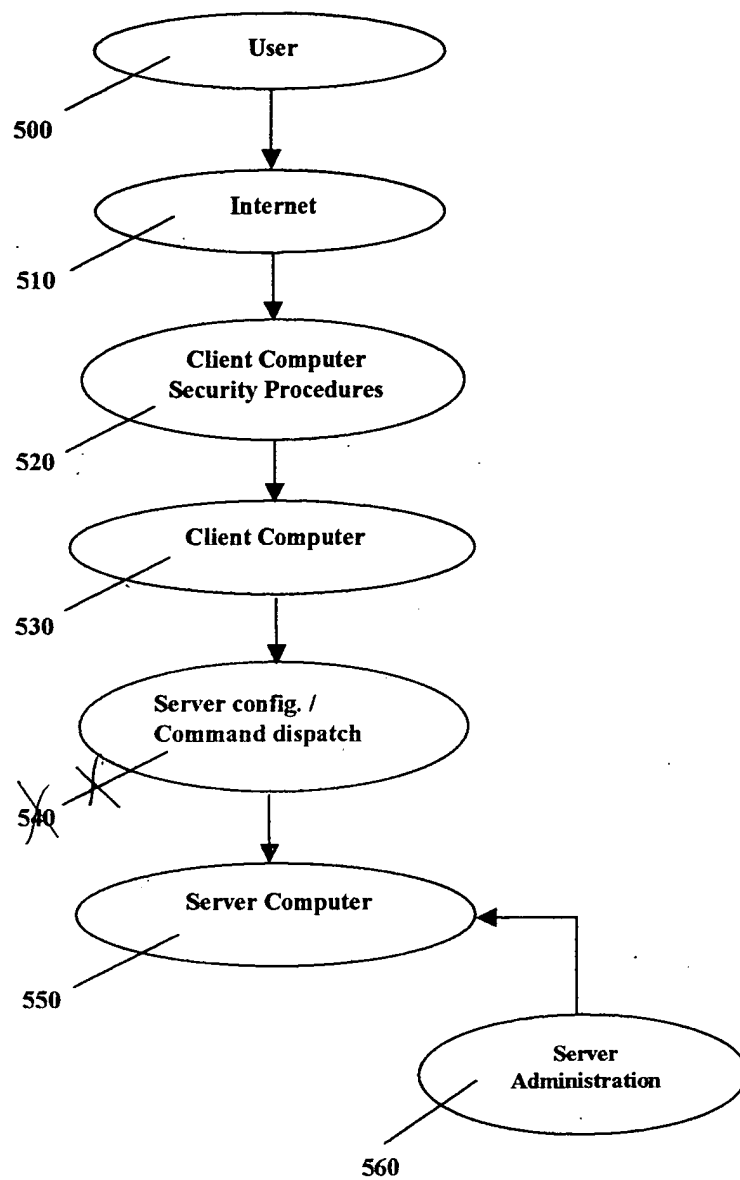 User
500
Internet
510
Client Computer
Security Procedures
520
Client Computer
530
Server config. /
Command dispatch
540
Server Computer
550
Server
Administration
560